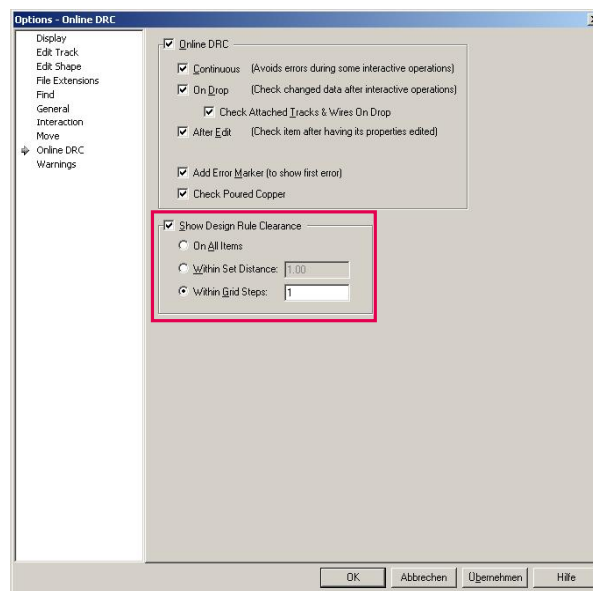 Options - Online DRC
Display
Edit Track
Edit Shape
File Extensions
Find
General
Interaction
Move
Online DRC
Warnings
Online DRC
Continuous (Avoids errors during some interactive operations)
On Drop (Check changed data after interactive operations)
Check Attached Tracks & Wires On Drop
After Edit (Check item after having its properties edited)
Add Error Marker (to show first error)
Check Poured Copper
Show Design Rule Clearance
On All Items
Within Set Distance: 1.00
Within Grid Steps: 1
OK Abbrechen Übernehmen Hilfe